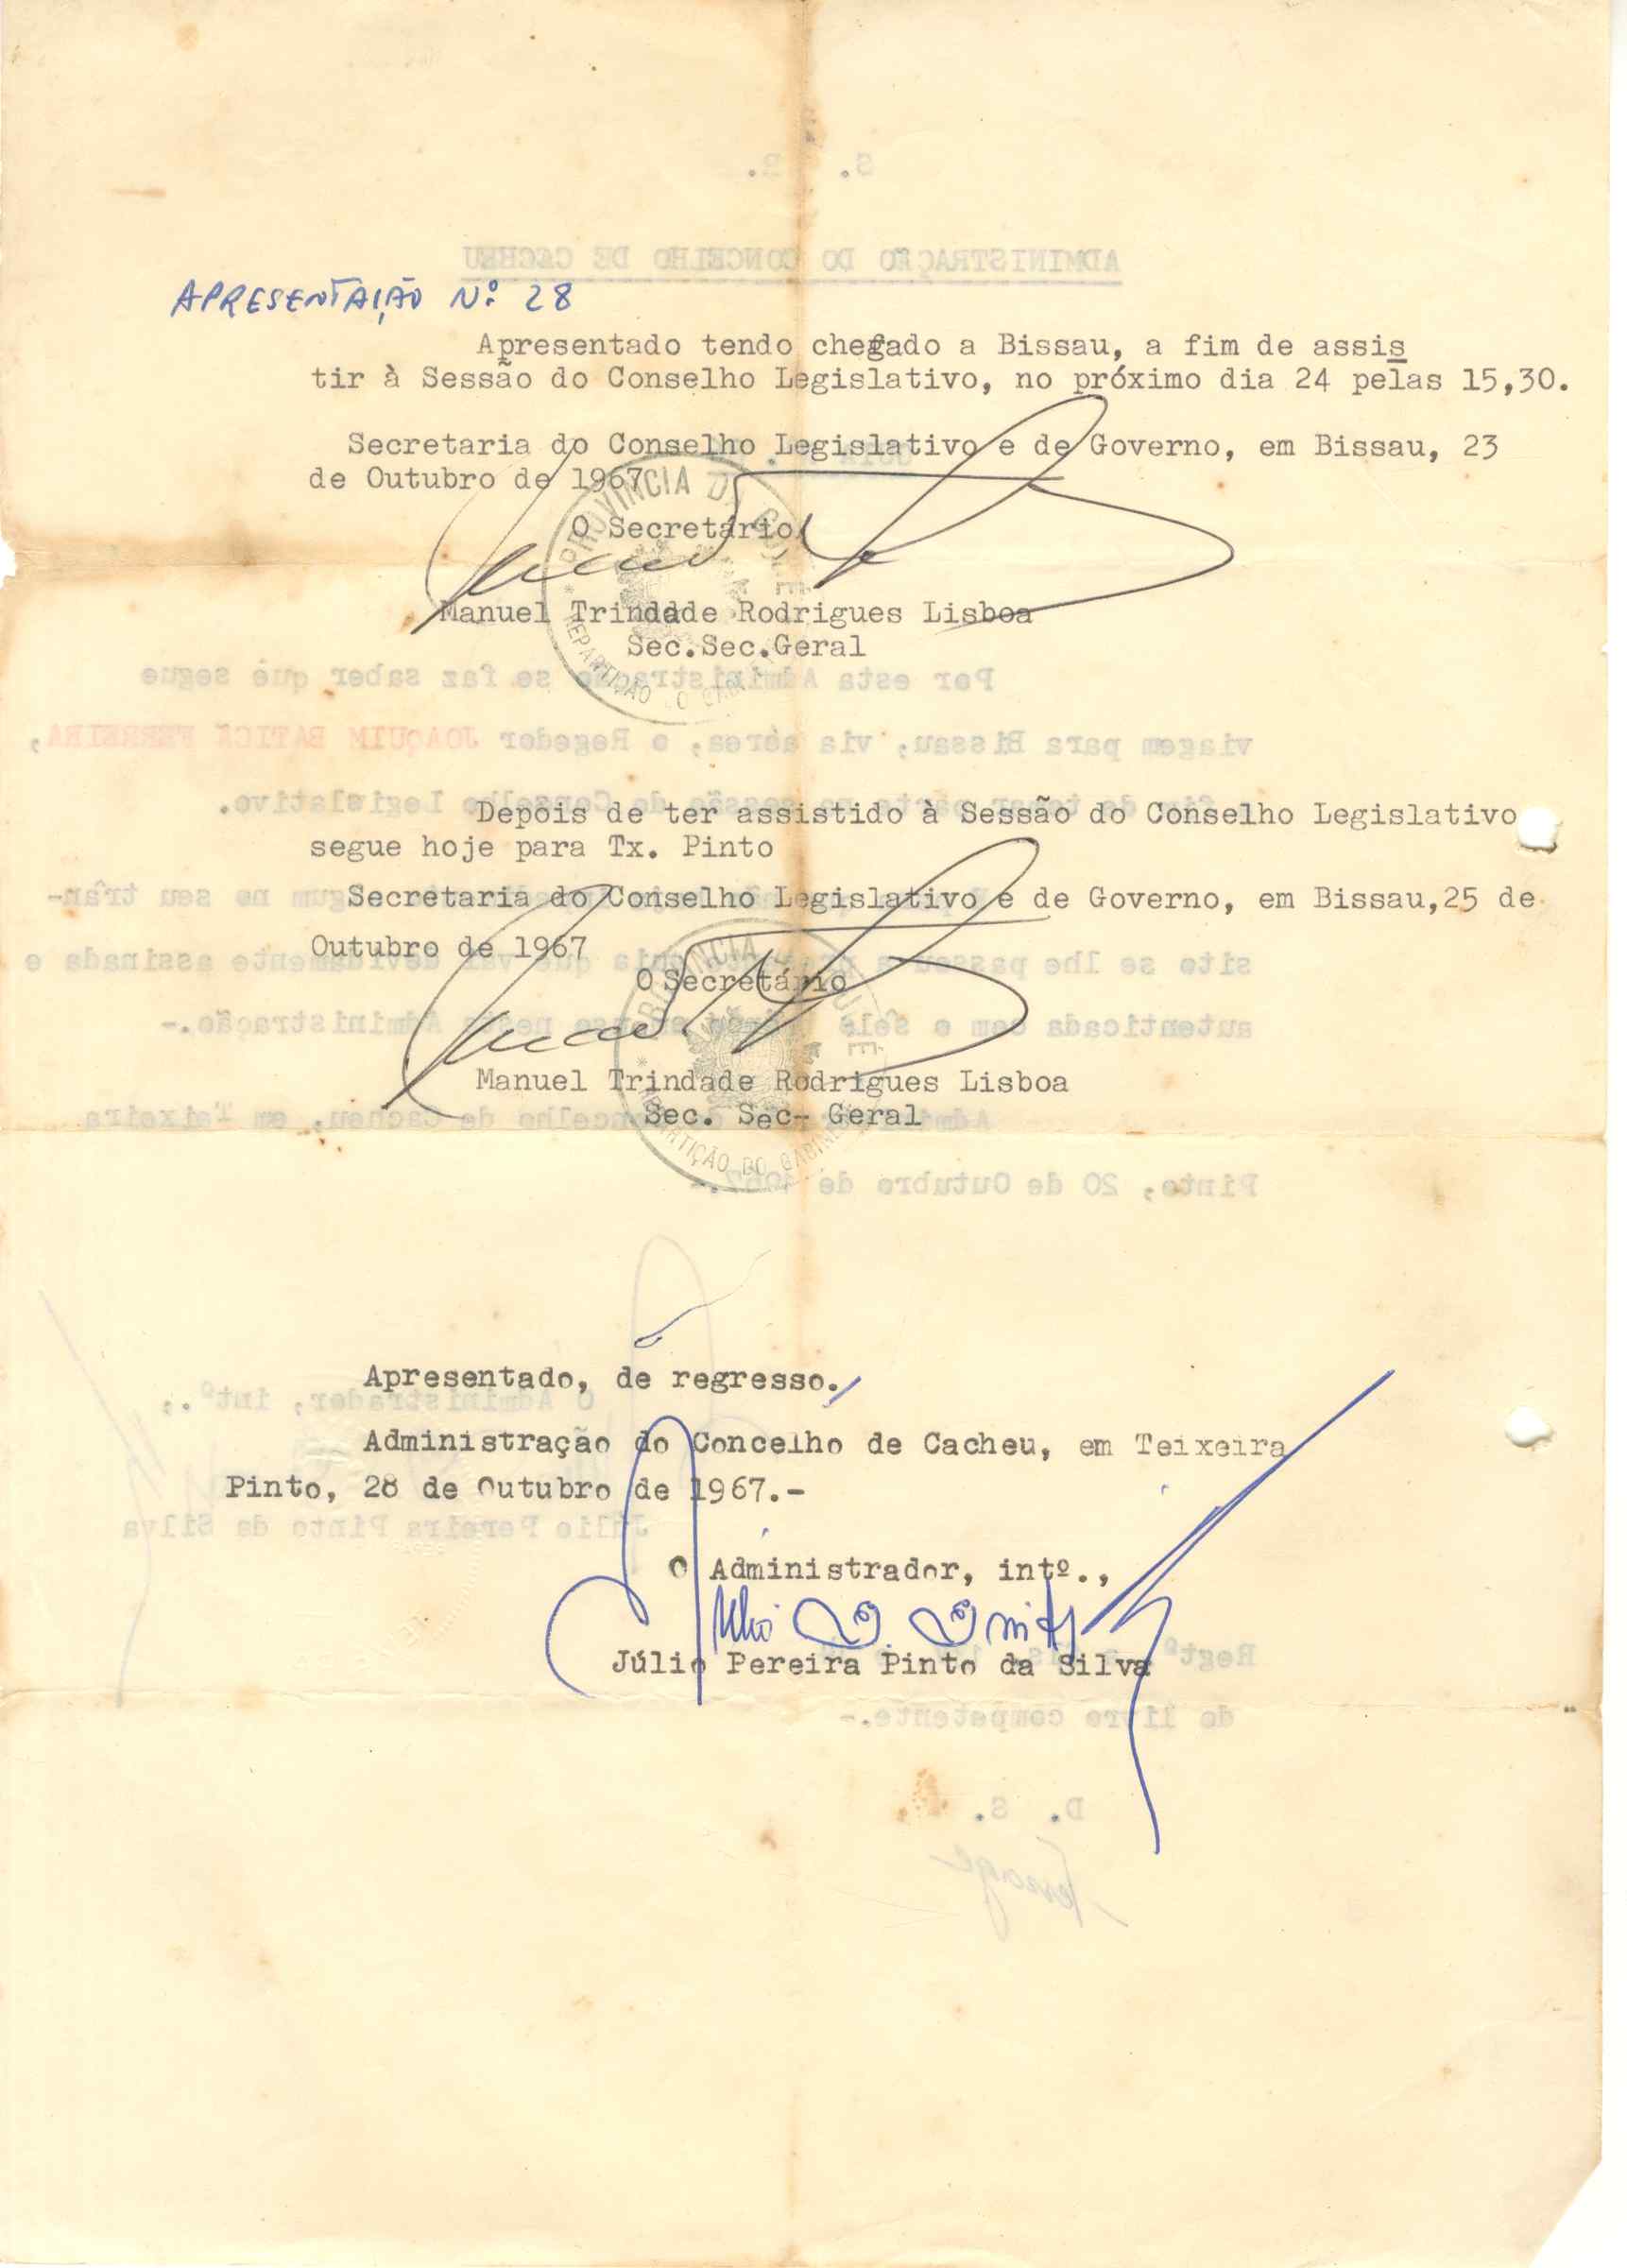 APRESENTAÇÃO Nº 28
Apresentado tendo chegado a Bissau, a fim de assis
tir à Sessão do Conselho Legislativo, no próximo dia 24 pelas 15,30.
Secretaria do Conselho Legislativo e de Governo, em Bissau, 23
de Outubro de 1967
O Secretário
Manuel Trindade Rodrigues Lisboa
Sec.Sec.Geral
Depois de ter assistido à Sessão do Conselho Legislativo
segue hoje para Tx. Pinto
Secretaria do Conselho Legislativo e de Governo, em Bissau,25 de
Outubro de 1967
O Secretário
Manuel Trindade Rodrigues Lisboa
Sec. Sec- Geral
Apresentado, de regresso.
Administração do Concelho de Cacheu, em Teixeira
Pinto, 28 de Outubro de 1967.-
O Administrador, intº.,
Júlio Pereira Pinto da Silva